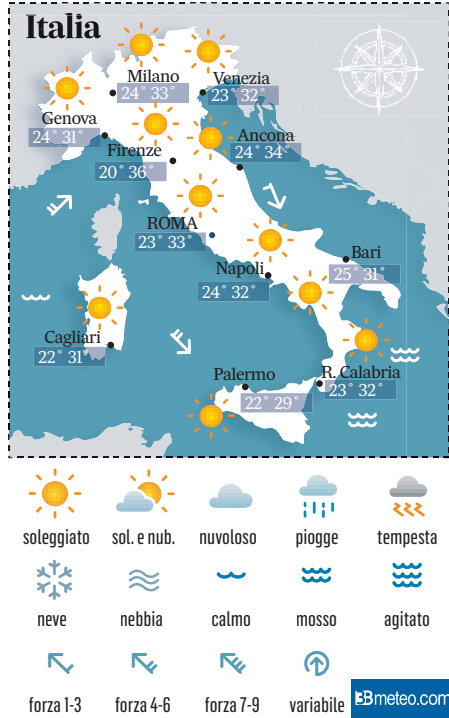 Italia
Milano
24° 33°
Venezia
23° 32°
Genova
24° 31°
Ancona
24° 34°
Firenze
20° 36°
ROMA
23° 33°
Bari
25° 31°
Napoli
24° 32°
Cagliari
22° 31°
Palermo
22° 29°
R. Calabria
23° 32°
soleggiato sol. e nub. nuvoloso piogge tempesta
neve nebbia calmo mosso agitato
forza 1-3 forza 4-6 forza 7-9 variabile
3Bmeteo.com